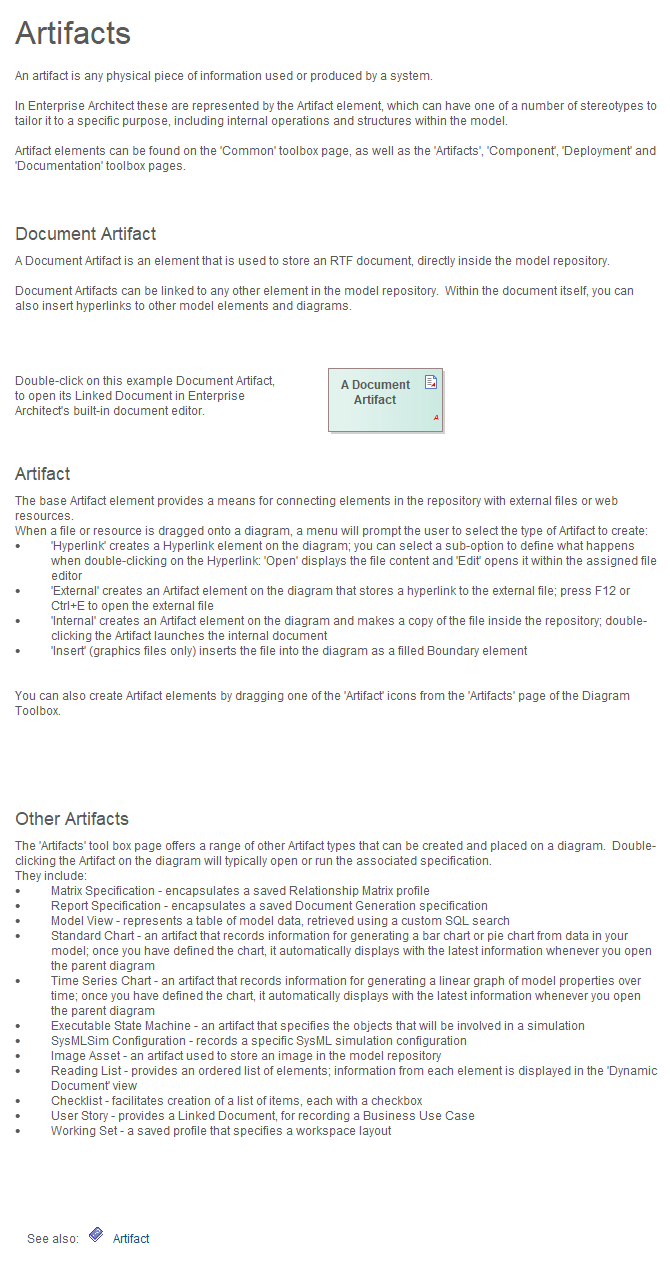 Artifacts
An artifact is any physical piece of information used or produced by a system.
In Enterprise Architect these are represented by the Artifact element, which can have one of a number of stereotypes to
tailor it to a specific purpose, including internal operations and structures within the model.
Artifact elements can be found on the 'Common' toolbox page, as well as the 'Artifacts', 'Component', 'Deployment' and
'Documentation' toolbox pages.
Document Artifact
A Document Artifact is an element that is used to store an RTF document, directly inside the model repository.
Document Artifacts can be linked to any other element in the model repository.  Within the document itself, you can
also insert hyperlinks to other model elements and diagrams.
Double-click on this example Document Artifact,
to open its Linked Document in Enterprise
Architect's built-in document editor.
A Document
Artifact
A
Artifact
The base Artifact element provides a means for connecting elements in the repository with external files or web
resources.
When a file or resource is dragged onto a diagram, a menu will prompt the user to select the type of Artifact to create:
• 'Hyperlink' creates a Hyperlink element on the diagram; you can select a sub-option to define what happens
when double-clicking on the Hyperlink: 'Open' displays the file content and 'Edit' opens it within the assigned file
editor
• 'External' creates an Artifact element on the diagram that stores a hyperlink to the external file; press F12 or
Ctrl+E to open the external file
• 'Internal' creates an Artifact element on the diagram and makes a copy of the file inside the repository; double-
clicking the Artifact launches the internal document
• 'Insert' (graphics files only) inserts the file into the diagram as a filled Boundary element
You can also create Artifact elements by dragging one of the 'Artifact' icons from the 'Artifacts' page of the Diagram
Toolbox.
Other Artifacts
The 'Artifacts' tool box page offers a range of other Artifact types that can be created and placed on a diagram.  Double-
clicking the Artifact on the diagram will typically open or run the associated specification.
They include:
• Matrix Specification - encapsulates a saved Relationship Matrix profile
• Report Specification - encapsulates a saved Document Generation specification
• Model View - represents a table of model data, retrieved using a custom SQL search
• Standard Chart - an artifact that records information for generating a bar chart or pie chart from data in your
model; once you have defined the chart, it automatically displays with the latest information whenever you open
the parent diagram
• Time Series Chart - an artifact that records information for generating a linear graph of model properties over
time; once you have defined the chart, it automatically displays with the latest information whenever you open
the parent diagram
• Executable State Machine - an artifact that specifies the objects that will be involved in a simulation
• SysMLSim Configuration - records a specific SysML simulation configuration
• Image Asset - an artifact used to store an image in the model repository
• Reading List - provides an ordered list of elements; information from each element is displayed in the 'Dynamic
Document' view
• Checklist - facilitates creation of a list of items, each with a checkbox
• User Story - provides a Linked Document, for recording a Business Use Case
• Working Set - a saved profile that specifies a workspace layout
See also: Artifact